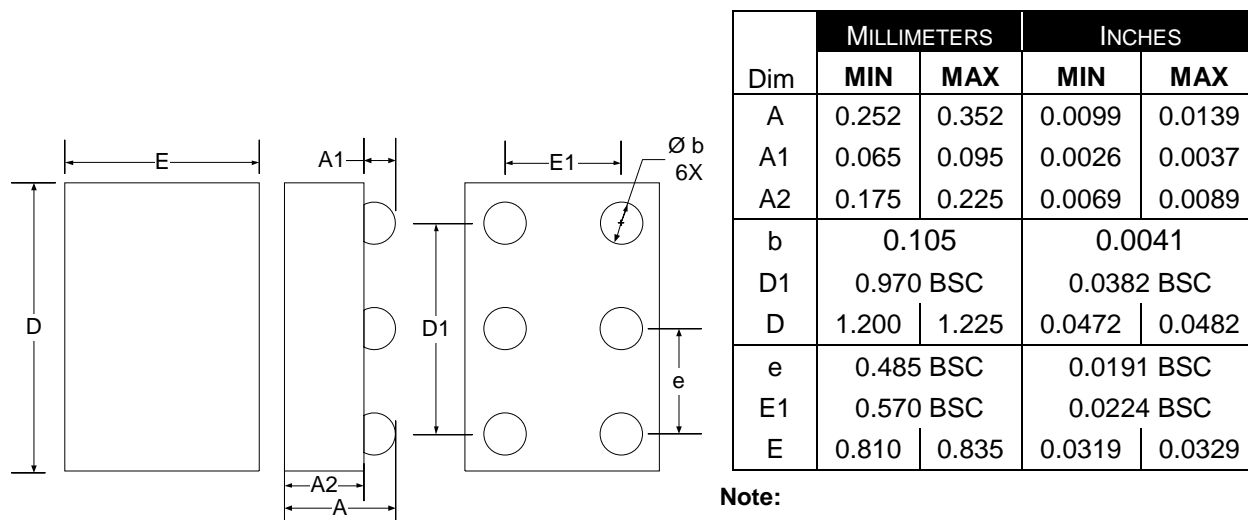 E
A1
E1
Ø b
6X
D
D1
e
A2
A
MILLIMETERS INCHES
Dim MIN MAX MIN MAX
A 0.252 0.352 0.0099 0.0139
A1 0.065 0.095 0.0026 0.0037
A2 0.175 0.225 0.0069 0.0089
b 0.105 0.0041
D1 0.970 BSC 0.0382 BSC
D 1.200 1.225 0.0472 0.0482
e 0.485 BSC 0.0191 BSC
E1 0.570 BSC 0.0224 BSC
E 0.810 0.835 0.0319 0.0329
Note: